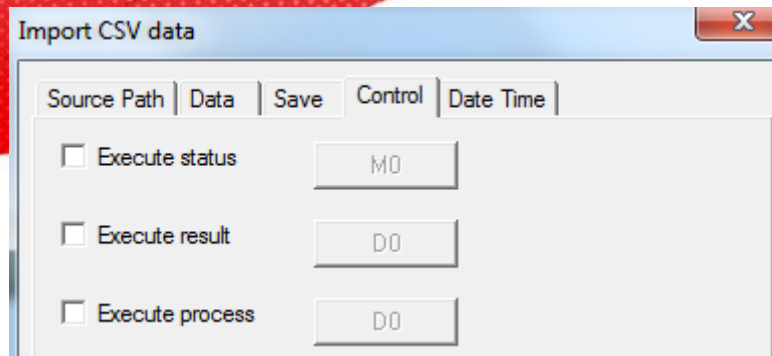 Import CSV data
Source Path Data Save Control Date Time
Execute status M0
Execute result D0
Execute process D0